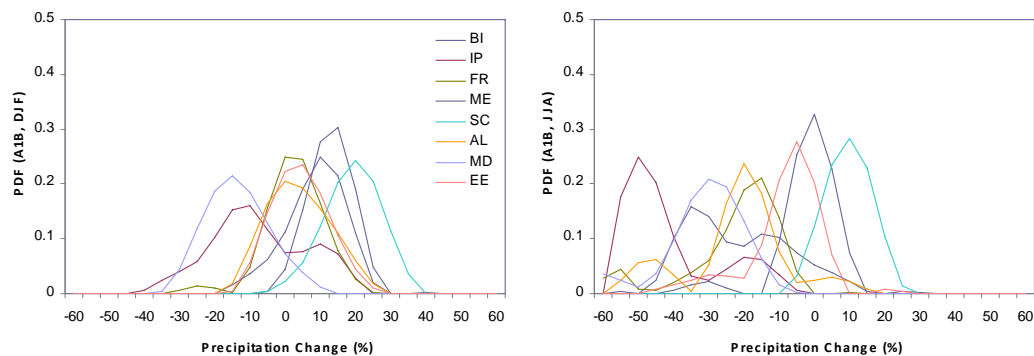 0.5
0.4
0.3
0.2
0.1
0
PDF (A1B, DJF)
-60 -50 -40 -30 -20 -10 0 10 20 30 40 50 60
Precipitation Change (%)
BI
IP
FR
ME
SC
AL
MD
EE
0.5
0.4
0.3
0.2
0.1
0
PDF (A1B, JJA)
-60 -50 -40 -30 -20 -10 0 10 20 30 40 50 60
Precipitation Change (%)